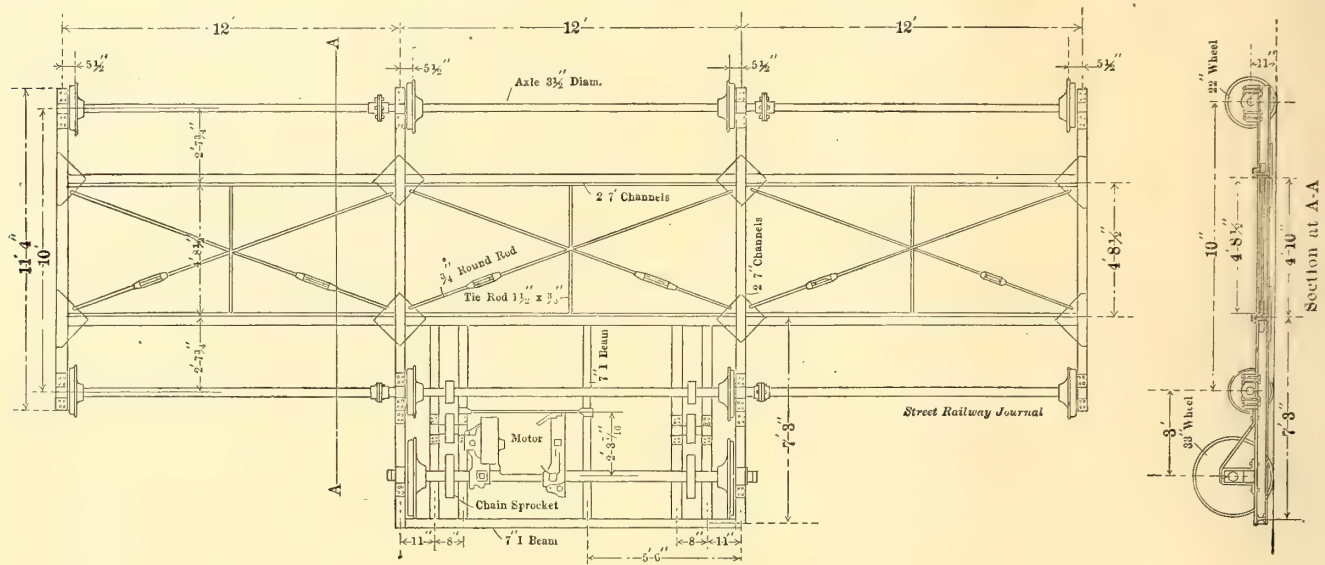 12'
12'
12'
5½"
5½"
5½"
5½"
11"
Axle 3½" Diam.
22" Wheel
2'-7¾"
2 7" Channels
11'-4"
10'
4'-8½"
¾" Round Rod
Tie Rod 1½" x ⅜"
2 7" Channels
4'-8½"
10"
4'-8½"
4'-10"
Section at A-A
A
2'-7¾"
7" I Beam
Street Railway Journal
Motor
2'-3 7/16"
7'-3"
3'
33" Wheel
7'-3"
A
Chain Sprocket
7" I Beam
11"
8"
5'-6"
8"
11"